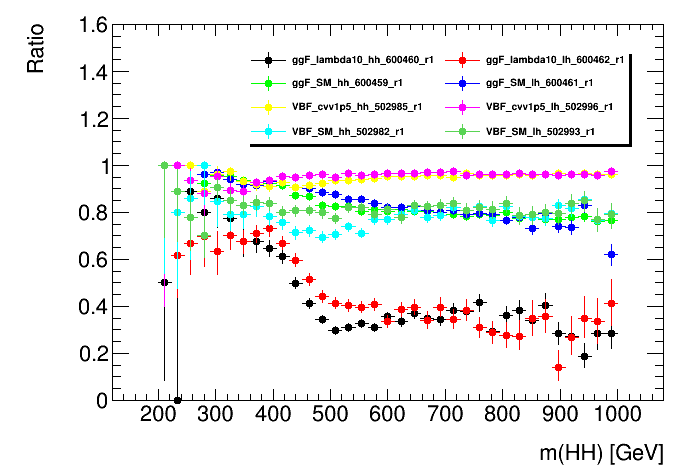 Ratio
1.6
1.4
1.2
1
0.8
0.6
0.4
0.2
0
ggF_lambda10_hh_600460_r1 ggF_lambda10_lh_600462_r1
ggF_SM_hh_600459_r1 ggF_SM_lh_600461_r1
VBF_cvv1p5_hh_502985_r1 VBF_cvv1p5_lh_502996_r1
VBF_SM_hh_502982_r1 VBF_SM_lh_502993_r1
200 300 400 500 600 700 800 900 1000
m(HH) [GeV]